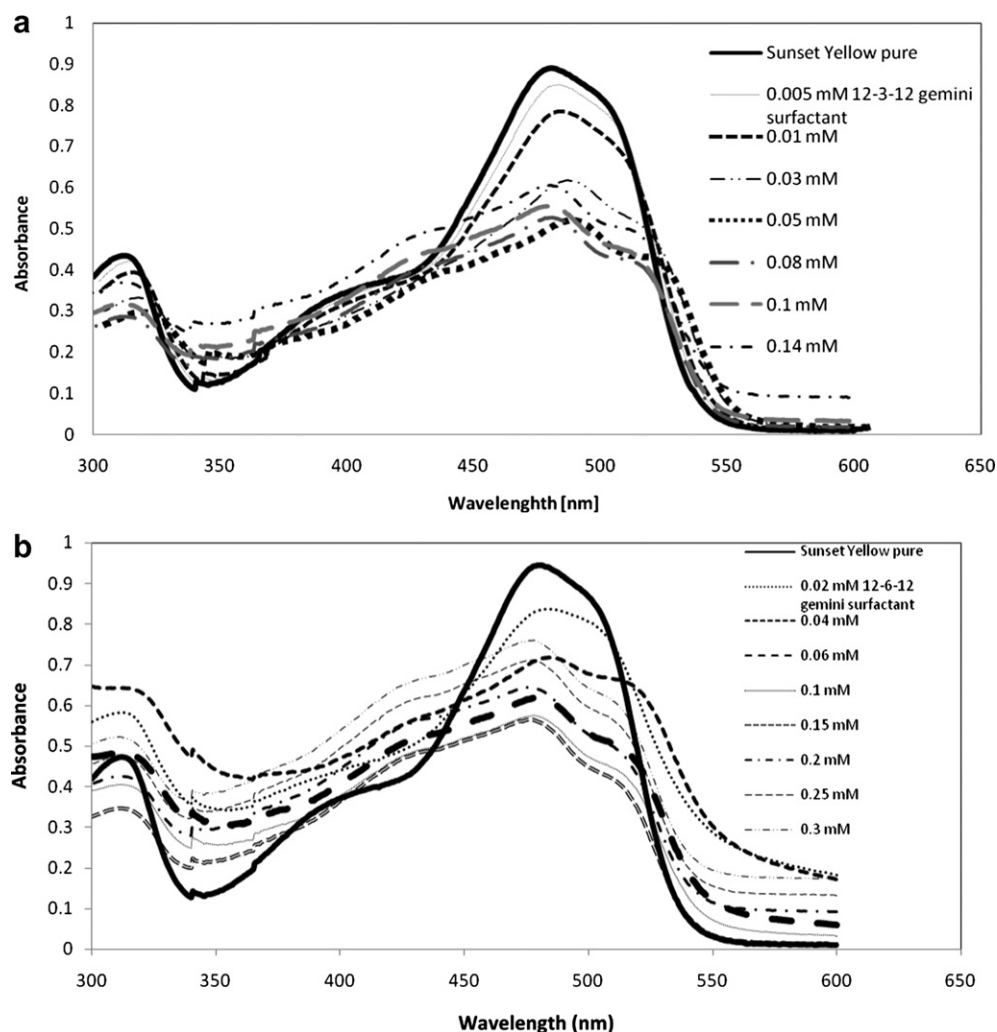 a
1
0.9
0.8
0.7
0.6
0.5
0.4
0.3
0.2
0.1
0
Absorbance
300
350
400
450
500
550
600
650
Wavelenghth [nm]
Sunset Yellow pure
0.005 mM 12-3-12 gemini
surfactant
0.01 mM
0.03 mM
0.05 mM
0.08 mM
0.1 mM
0.14 mM
b
1
0.9
0.8
0.7
0.6
0.5
0.4
0.3
0.2
0.1
0
Absorbance
300
350
400
450
500
550
600
650
Wavelength (nm)
Sunset Yellow pure
0.02 mM 12-6-12
gemini surfactant
0.04 mM
0.06 mM
0.1 mM
0.15 mM
0.2 mM
0.25 mM
0.3 mM